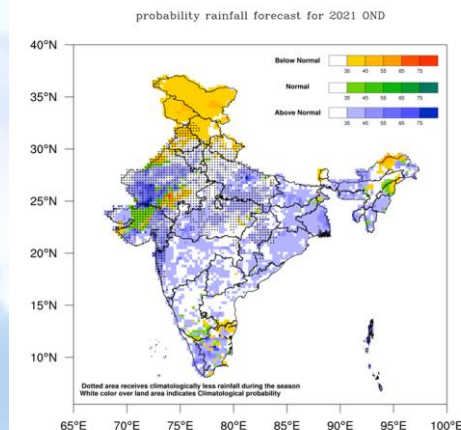 probability rainfall forecast for 2021 OND
40°N
35°N
30°N
25°N
20°N
15°N
10°N
Below Normal
35 45 55 65 75
Normal
35 45 55 65 75
Above Normal
35 45 55 65 75
Dotted area receives climatologically less rainfall during the season
White color over land area indicates Climatological probability
65°E 70°E 75°E 80°E 85°E 90°E 95°E 100°E